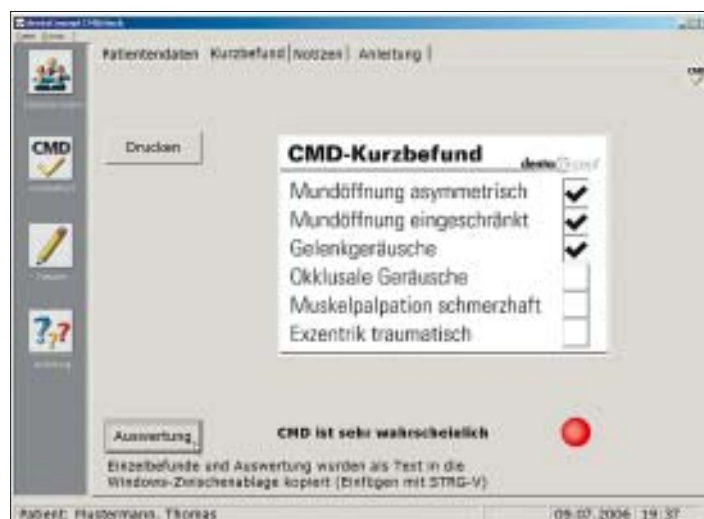 Patientendaten Kurzbefund Notizen Anleitung
CMD
Drucken
CMD-Kurzbefund
Mundöffnung asymmetrisch
Mundöffnung eingeschränkt
Gelenkgeräusche
Okklusale Geräusche
Muskelpalpation schmerzhaft
Exzentrik traumatisch
???
Auswertung
CMD ist sehr wahrscheinlich
Einzelbefunde und Auswertung wurden als Text in die
Windows-Zwischenablage kopiert (Einfügen mit STRG-V)
Patient: Mustermann, Thomas 09.07.2006 19:37